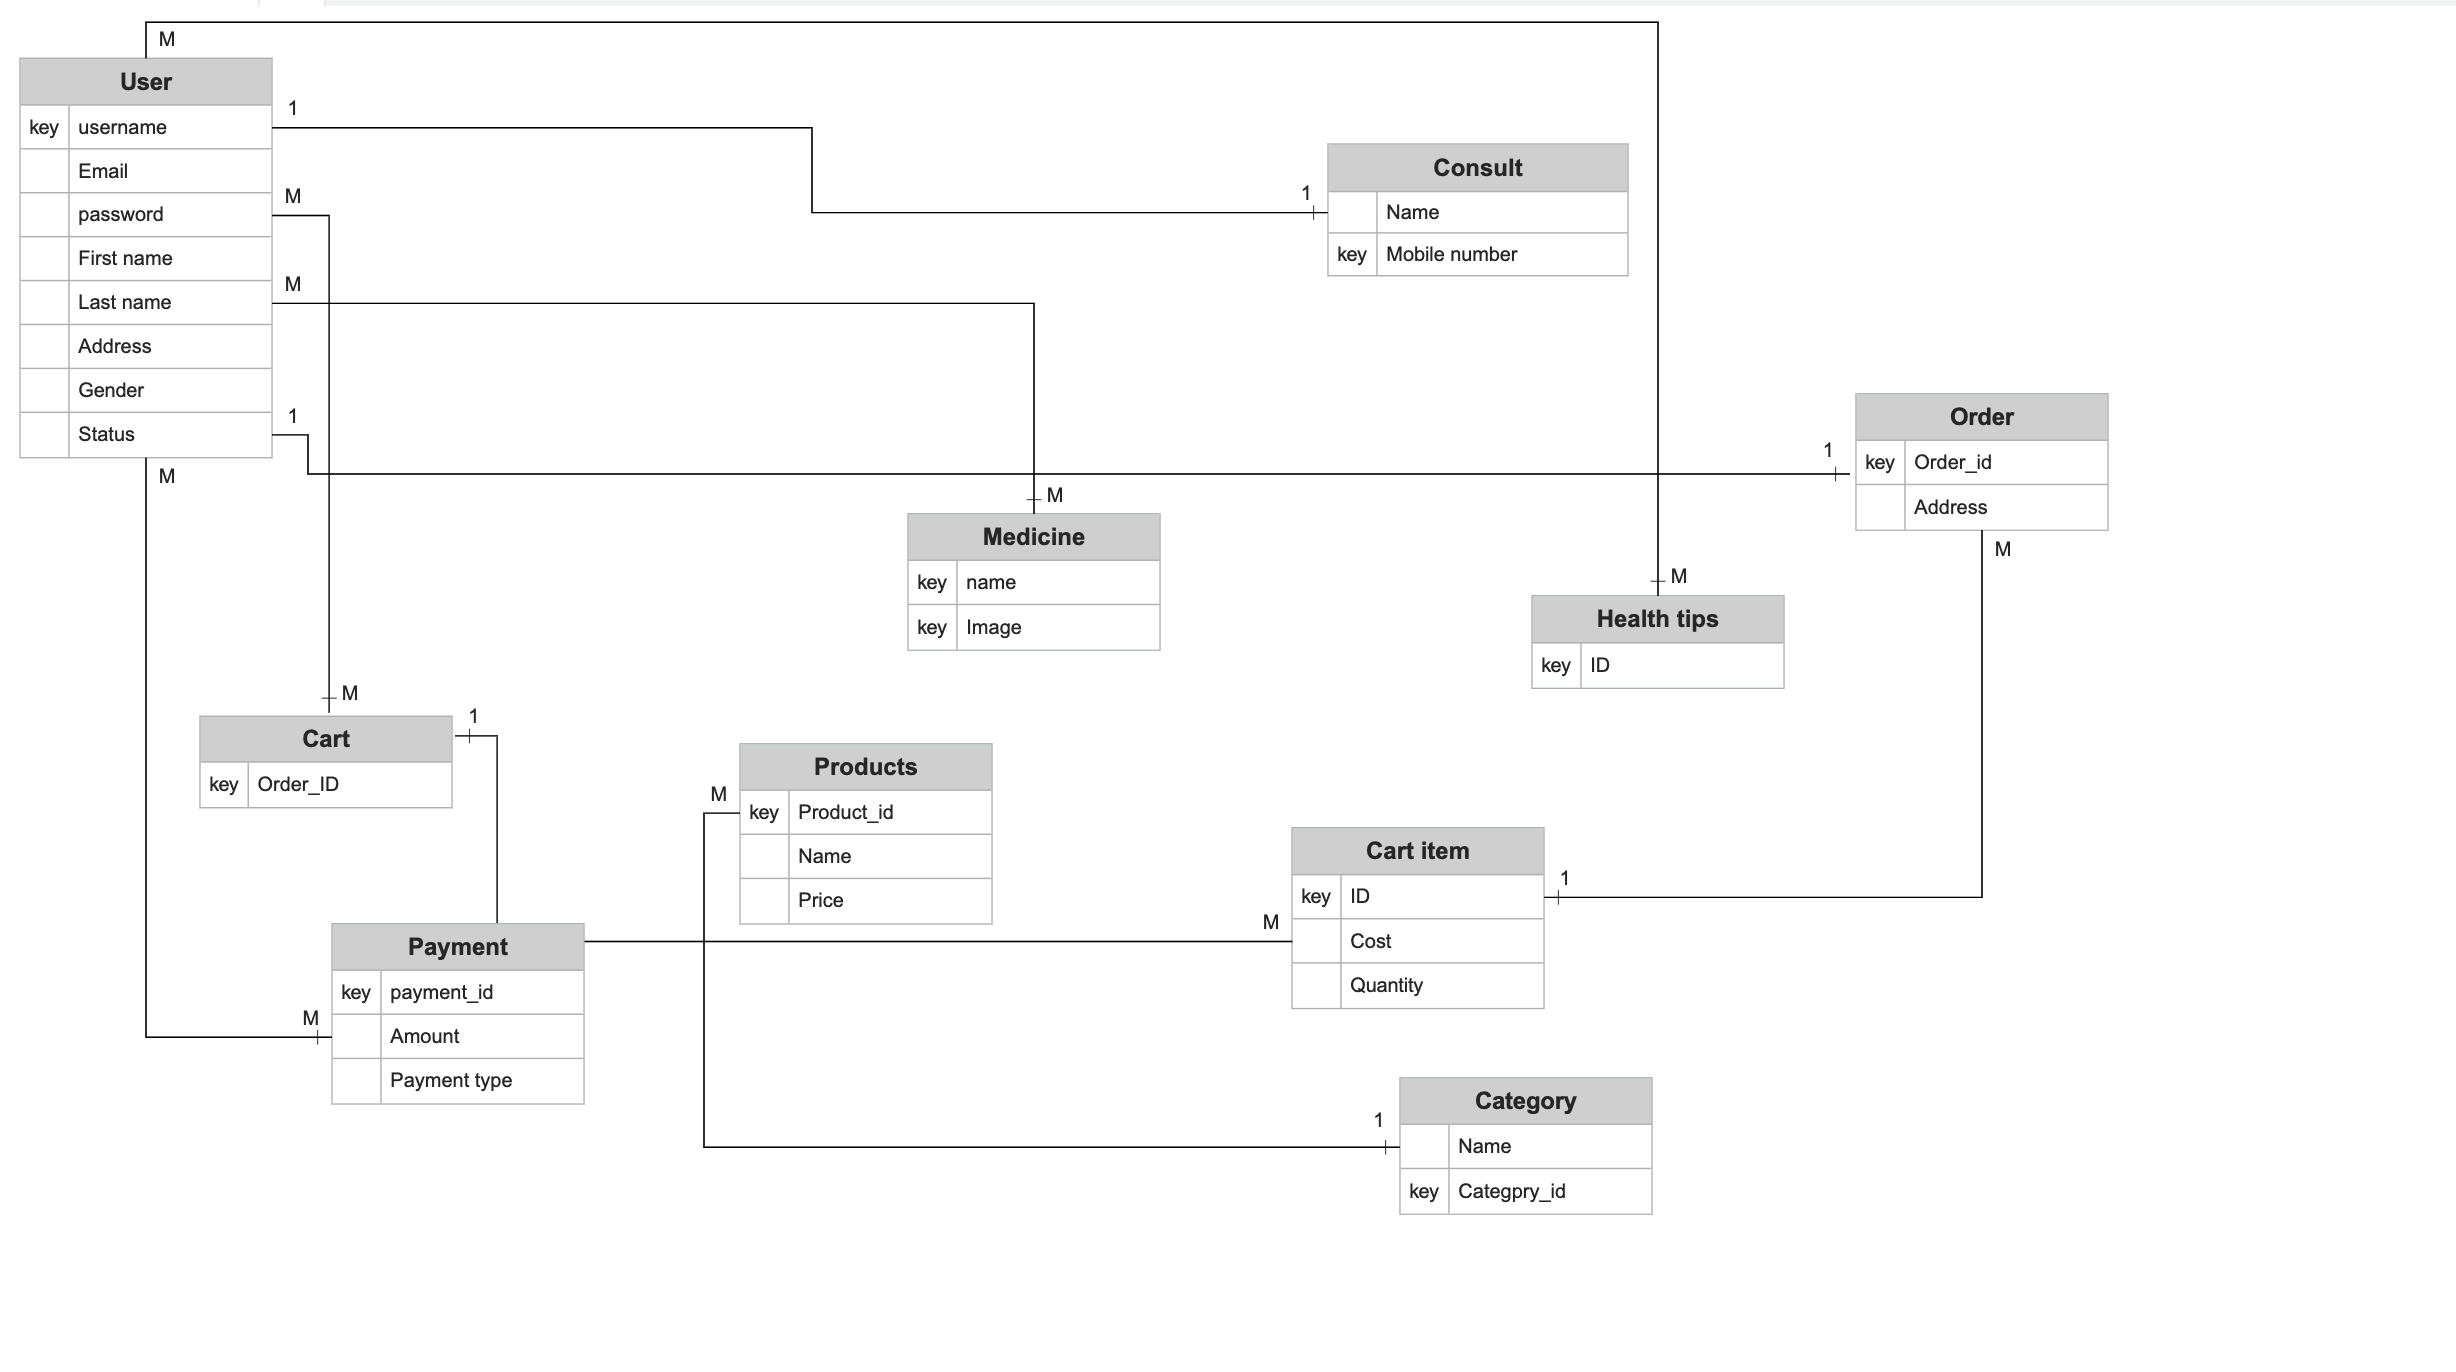 M
User
key username
Email
password
First name
Last name
Address
Gender
Status
1
M
M
1
M
1
Consult
Name
key Mobile number
1
Order
key Order_id
Address
M
M
Medicine
key name
key Image
M
Health tips
key ID
M
Cart
key Order_ID
1
M
Products
key Product_id
Name
Price
Cart item
key ID
Cost
Quantity
1
M
Payment
key payment_id
Amount
Payment type
M
1
Category
Name
key Categpry_id